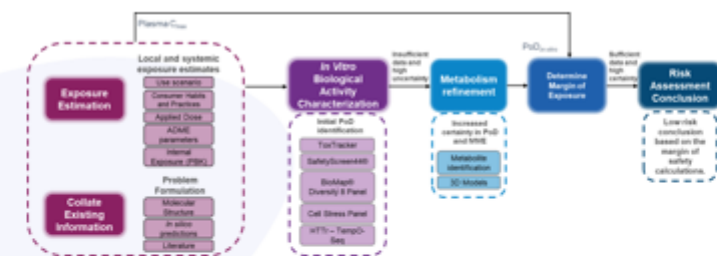 Plasma Cmax
Local and systemic
exposure estimates
Exposure
Estimation
Use scenario
Consumer Habits
and Practices
Applied Dose
ADME
parameters
Internal
Exposure (PBK)
Problem
Formulation
Collate
Existing
Information
Molecular
Structure
In silico
predictions
Literature
In Vitro
Biological
Activity
Characterization
Initial PoD
identification
ToxTracker
SafetyScreen44®
BioMap®
Diversity 8 Panel
Cell Stress Panel
HTTr – TempO-
Seq
Insufficient
data and
high
uncertainty
Metabolism
refinement
Increased
certainty in PoD
and MME
Metabolite
identification
3D Models
PoD
Determine
Margin of
Exposure
Sufficient
data and
high
certainty
Risk
Assessment
Conclusion
Low risk
conclusion
based on the
margin of
safety
calculations.